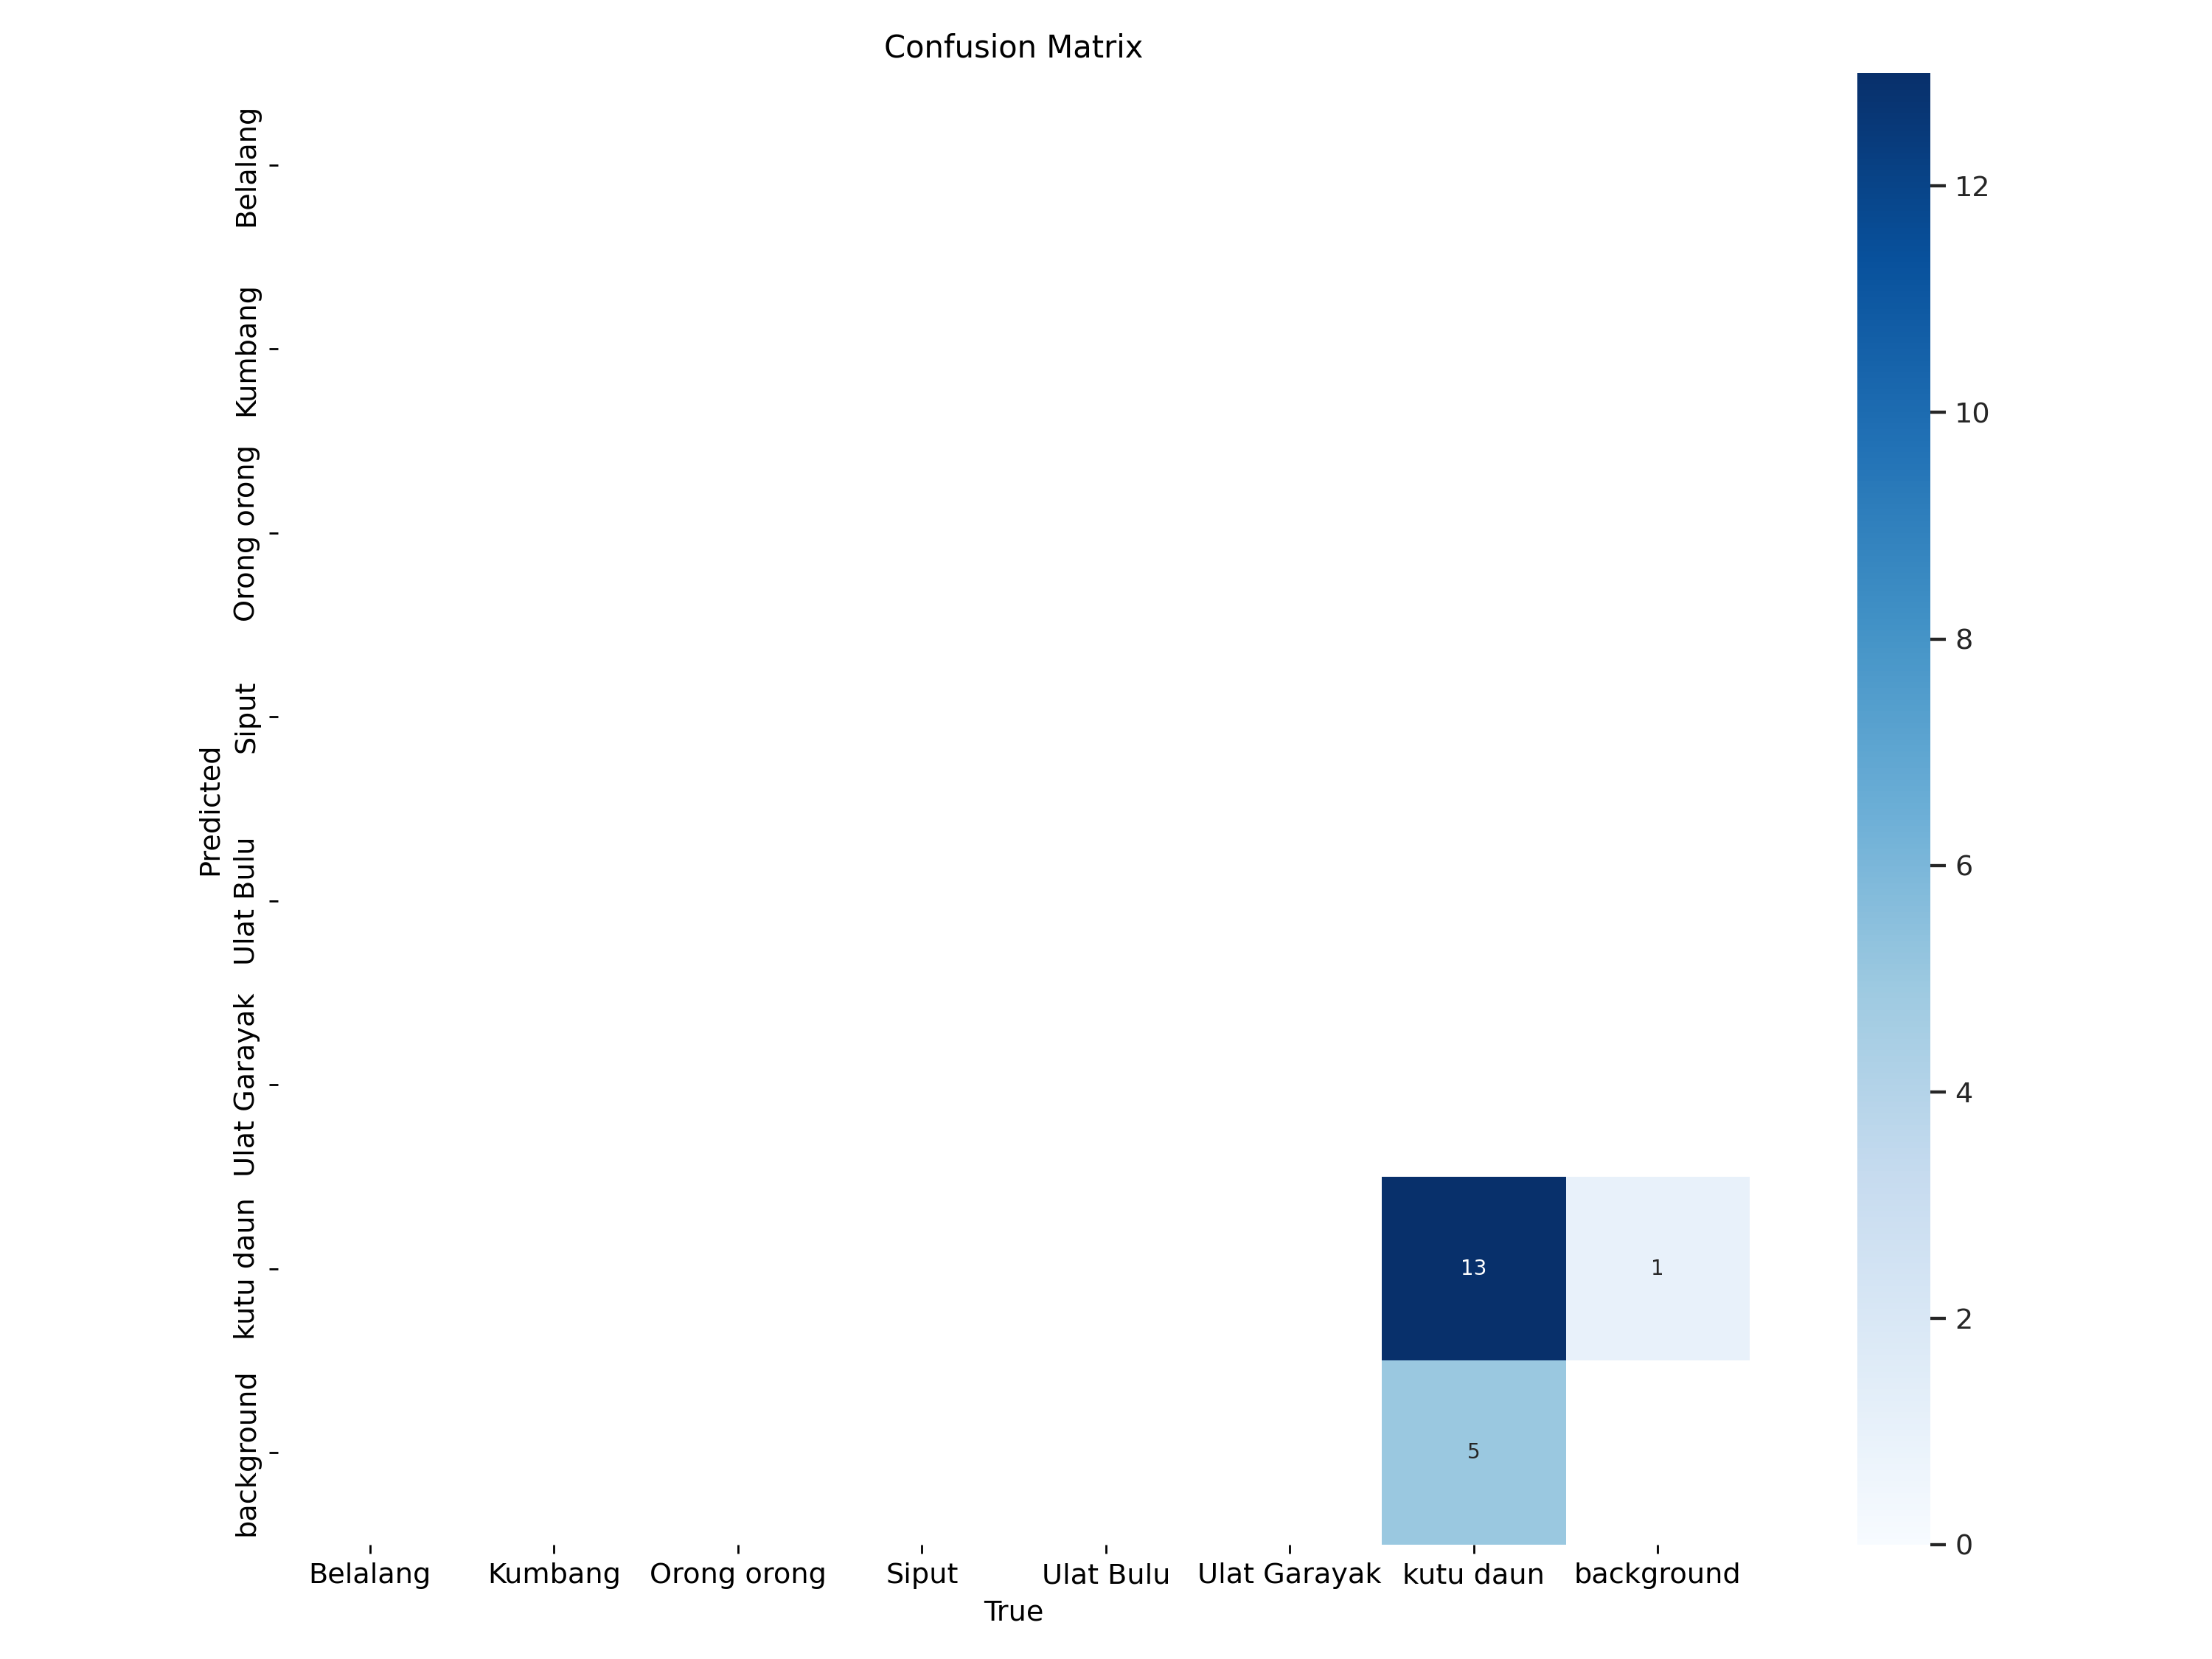 Confusion Matrix
Predicted
Belalang
Kumbang
Orong orong
Siput
Ulat Bulu
Ulat Garayak
kutu daun
background
13
1
5
Belalang
Kumbang
Orong orong
Siput
Ulat Bulu
Ulat Garayak
kutu daun
background
True
12
10
8
6
4
2
0